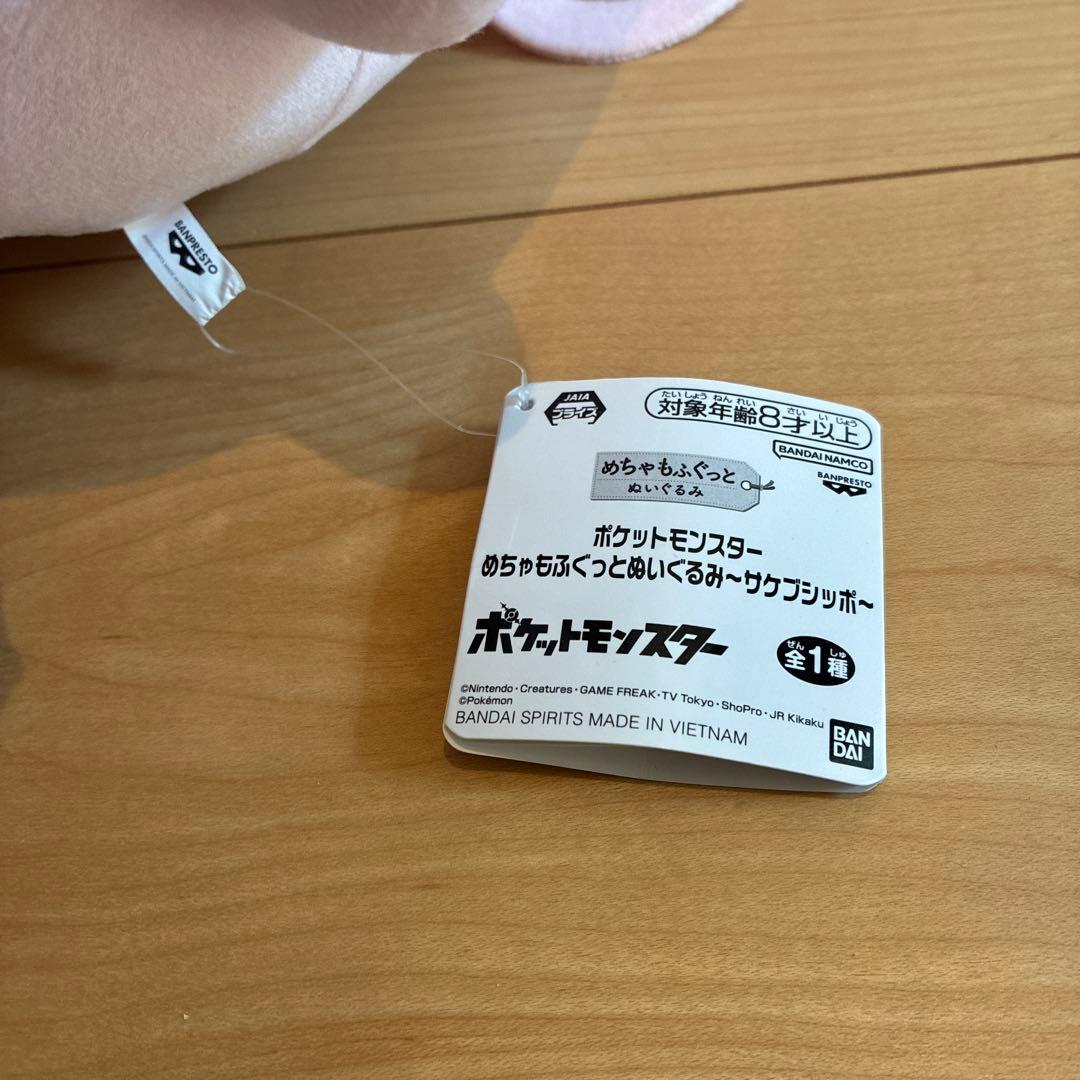 BANPRESTO
JAIA
プライズ
たいしょうねんれい さい いじょう
対象年齢8才以上
BANDAI NAMCO
BANPRESTO
めちゃもふぐっと
ぬいぐるみ
ポケットモンスター
めちゃもふぐっとぬいぐるみ~サケブシッポ~
ポケットモンスター
ぜん しゅ
全1種
©Nintendo・Creatures・GAME FREAK・TV Tokyo・ShoPro・JR Kikaku
©Pokémon
BANDAI SPIRITS MADE IN VIETNAM
BAN
DAI